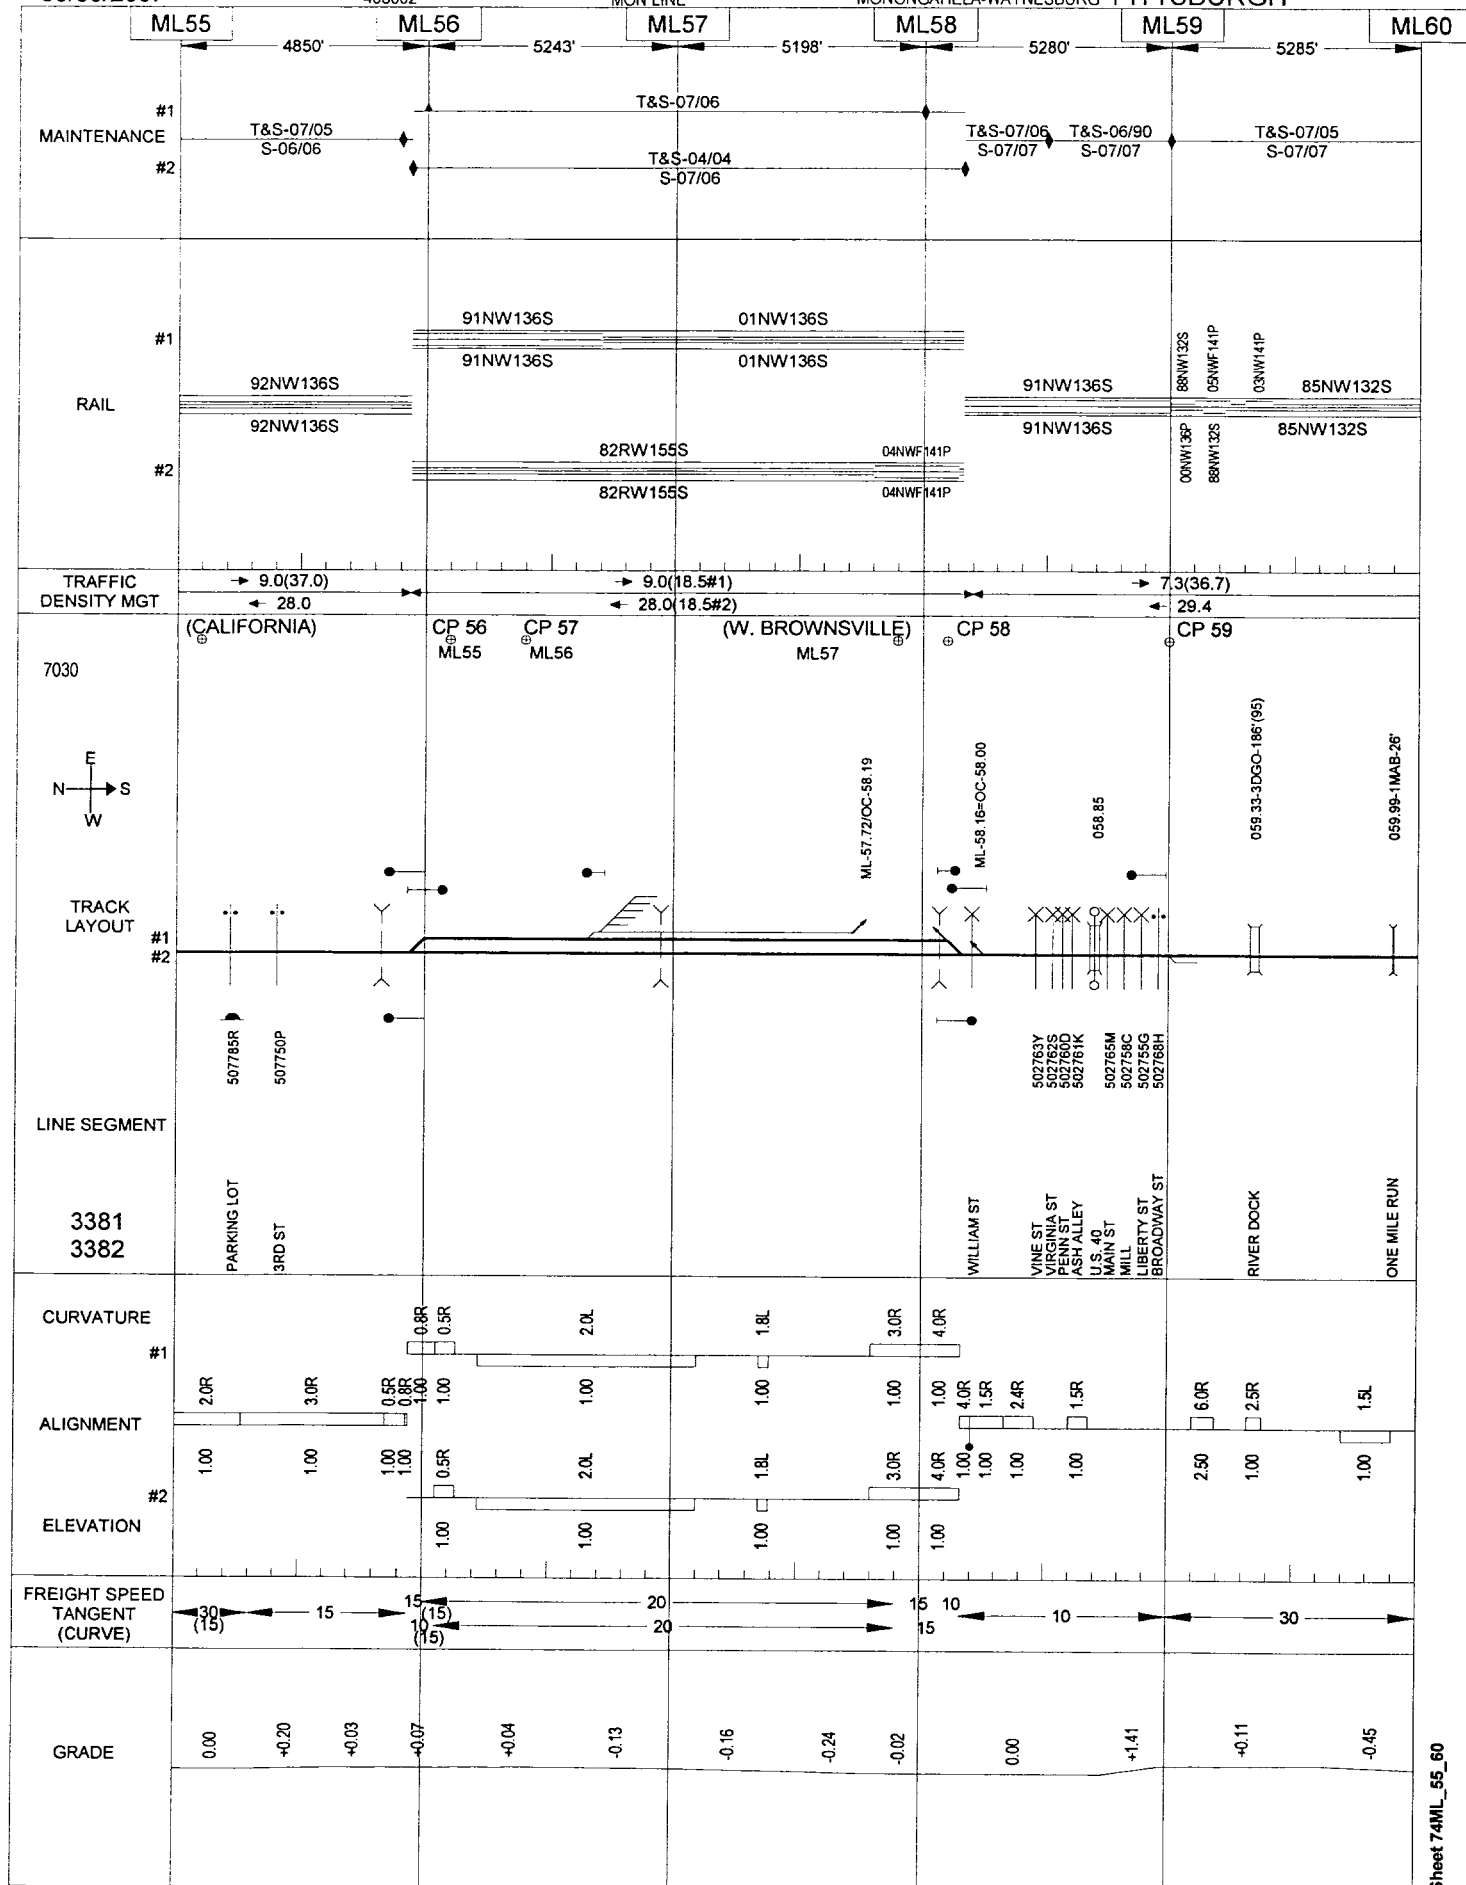 MON LINE
ML55 ML56 ML57 ML58 ML59 ML60
4850' 5243' 5198' 5280' 5285'
#1 T&S-07/06
MAINTENANCE T&S-07/05 T&S-07/06 T&S-06/90 T&S-07/05
S-06/06 S-07/07 S-07/07 S-07/07
#2 T&S-04/04
S-07/06
91NW136S 01NW136S
#1
91NW136S 01NW136S
88NW132S 05NWF141P 03NW141P
92NW136S 91NW136S 85NW132S
RAIL
92NW136S 91NW136S 85NW132S
00NW136P 88NW132S
82RW155S 04NWF141P
#2
82RW155S 04NWF141P
TRAFFIC 9.0(37.0) 9.0(18.5#1) 7.3(36.7)
DENSITY MGT 28.0 28.0(18.5#2) 29.4
(CALIFORNIA) CP 56 CP 57 (W. BROWNSVILLE) CP 58 CP 59
ML55 ML56 ML57
7030
E
N S
W
ML-57.72/OC-58.19 ML-58.16=OC-58.00 058.85 059.33-3DGO-186'(95) 059.99-1MAB-26'
TRACK
LAYOUT
#1
#2
507785R 507750P 502763Y 502762S 502760D 502761K 502765M 502758C 502755G 502768H
LINE SEGMENT
3381
3382
PARKING LOT 3RD ST WILLIAM ST VINE ST VIRGINIA ST PENN ST ASH ALLEY U.S. 40 MAIN ST MILL LIBERTY ST BROADWAY ST RIVER DOCK ONE MILE RUN
CURVATURE 0.8R 0.5R 2.0L 1.8L 3.0R 4.0R
#1
1.00 1.00 1.00 1.00 1.00 1.00
2.0R 3.0R 0.5R 0.8R 4.0R 1.5R 2.4R 1.5R 6.0R 2.5R 1.5L
ALIGNMENT
1.00 1.00 1.00 1.00 1.00 1.00 1.00 1.00 2.50 1.00 1.00
0.5R 2.0L 1.8L 3.0R 4.0R
#2
ELEVATION 1.00 1.00 1.00 1.00 1.00
FREIGHT SPEED 15 20 15 10
TANGENT 30 15 (15) 10 30
(CURVE) (15) 10 (15) 20 15
GRADE 0.00 +0.20 +0.03 +0.07 +0.04 -0.13 -0.16 -0.24 -0.02 0.00 +1.41 +0.11 -0.45
Sheet 74ML_55_60